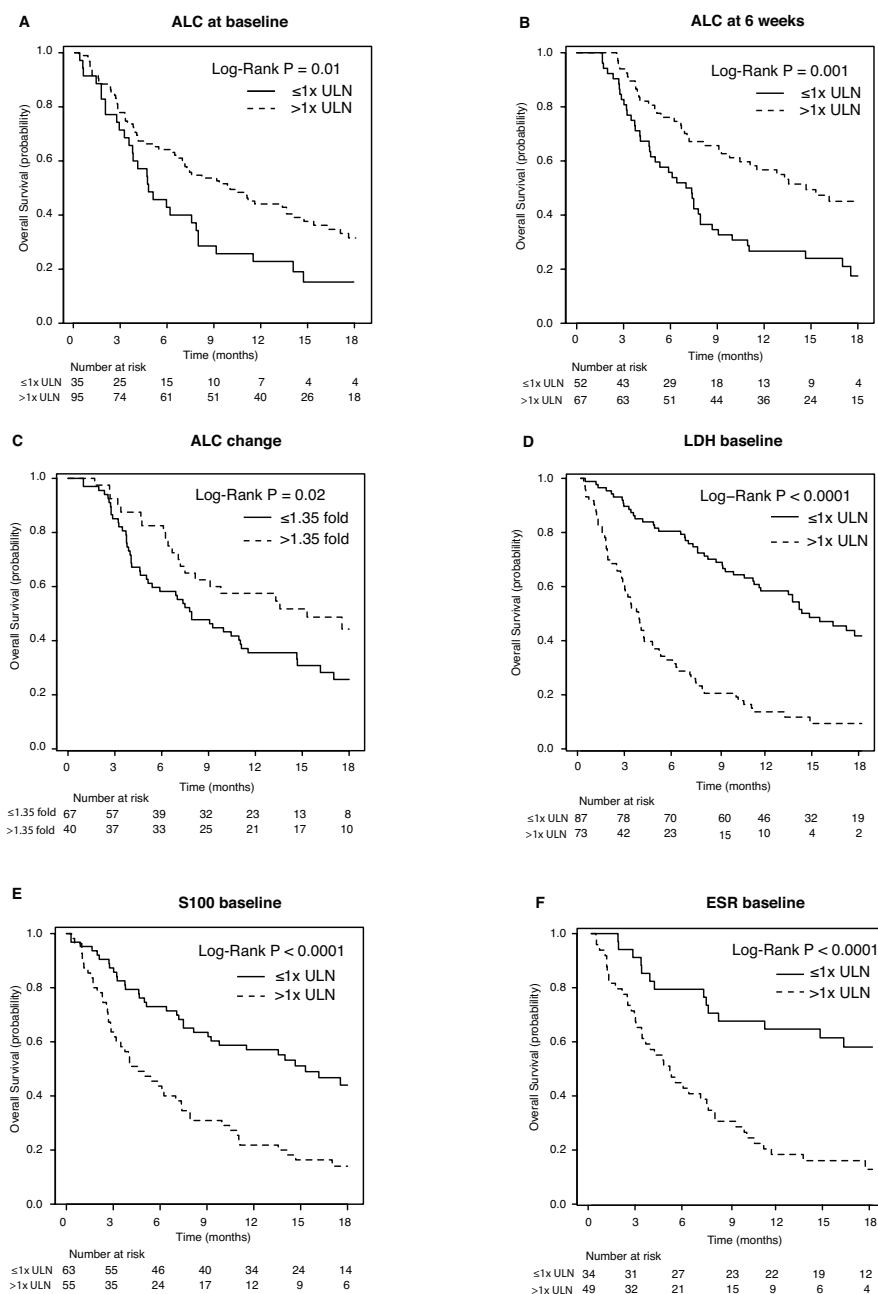 A
ALC at baseline
Log-Rank P = 0.01
≤1x ULN
>1x ULN
Overall Survival (probablility)
1.0
0.8
0.6
0.4
0.2
0.0
0 3 6 9 12 15 18
Time (months)
Number at risk
≤1x ULN 35 25 15 10 7 4 4
>1x ULN 95 74 61 51 40 26 18
B
ALC at 6 weeks
Log-Rank P = 0.001
≤1x ULN
>1x ULN
Overall Survival (probablility)
1.0
0.8
0.6
0.4
0.2
0.0
0 3 6 9 12 15 18
Time (months)
Number at risk
≤1x ULN 52 43 29 18 13 9 4
>1x ULN 67 63 51 44 36 24 15
C
ALC change
Log-Rank P = 0.02
≤1.35 fold
>1.35 fold
Overall Survival (probablility)
1.0
0.8
0.6
0.4
0.2
0.0
0 3 6 9 12 15 18
Time (months)
Number at risk
≤1.35 fold 67 57 39 32 23 13 8
>1.35 fold 40 37 33 25 21 17 10
D
LDH baseline
Log–Rank P < 0.0001
≤1x ULN
>1x ULN
Overall Survival (probablility)
1.0
0.8
0.6
0.4
0.2
0.0
0 3 6 9 12 15 18
Time (months)
Number at risk
≤1x ULN 87 78 70 60 46 32 19
>1x ULN 73 42 23 15 10 4 2
E
S100 baseline
Log-Rank P < 0.0001
≤1x ULN
>1x ULN
Overall Survival (probablility)
1.0
0.8
0.6
0.4
0.2
0.0
0 3 6 9 12 15 18
Time (months)
Number at risk
≤1x ULN 63 55 46 40 34 24 14
>1x ULN 55 35 24 17 12 9 6
F
ESR baseline
Log-Rank P < 0.0001
≤1x ULN
>1x ULN
Overall Survival (probablility)
1.0
0.8
0.6
0.4
0.2
0.0
0 3 6 9 12 15 18
Time (months)
Number at risk
≤1x ULN 34 31 27 23 22 19 12
>1x ULN 49 32 21 15 9 6 4